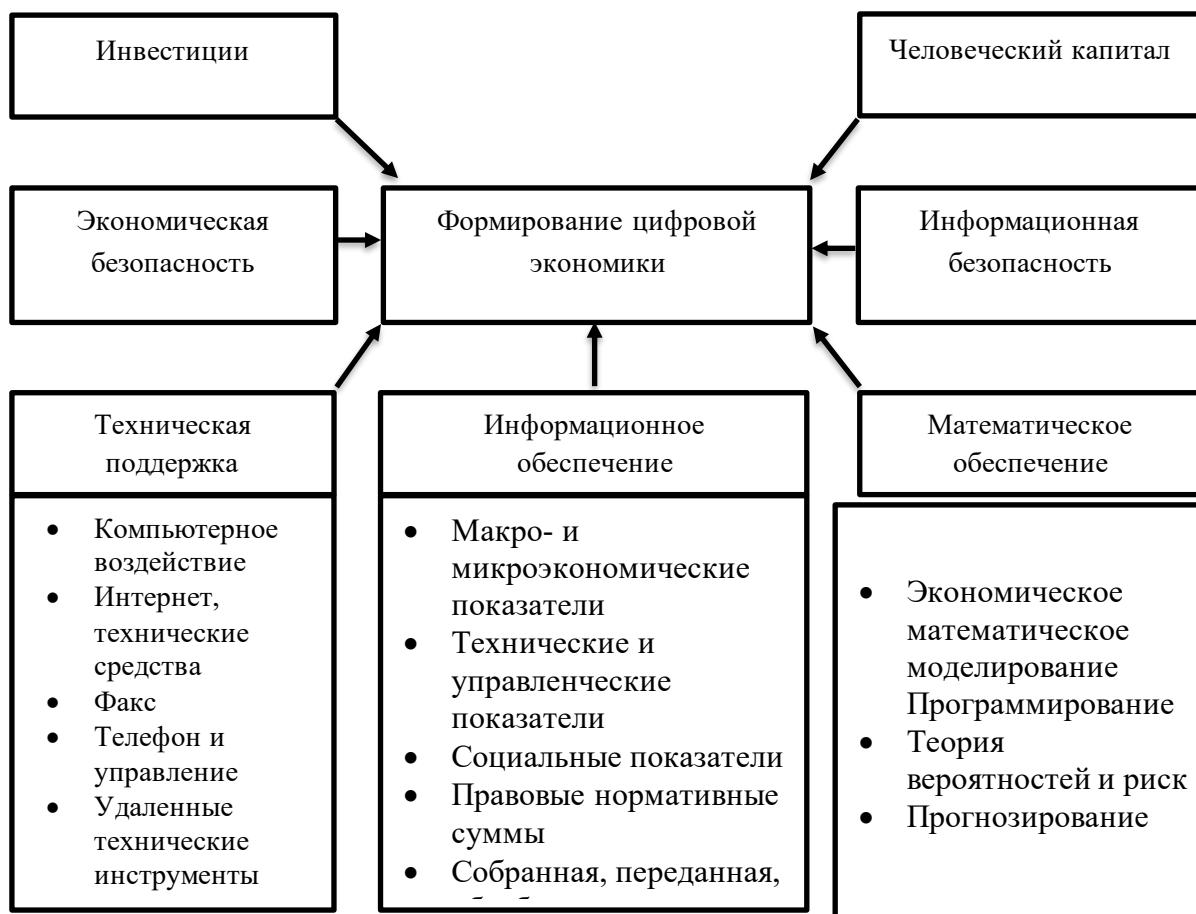 Инвестиции
Человеческий капитал
Экономическая
безопасность
Формирование цифровой
экономики
Информационная
безопасность
Техническая
поддержка
Информационное
обеспечение
Математическое
обеспечение
• Компьютерное
воздействие
• Интернет,
технические
средства
• Факс
• Телефон и
управление
• Удаленные
технические
инструменты
• Макро- и
микроэкономические
показатели
• Технические и
управленческие
показатели
• Социальные показатели
• Правовые нормативные
суммы
• Собранная, переданная,
• Экономическое
математическое
моделирование
Программирование
• Теория
вероятностей и риск
• Прогнозирование